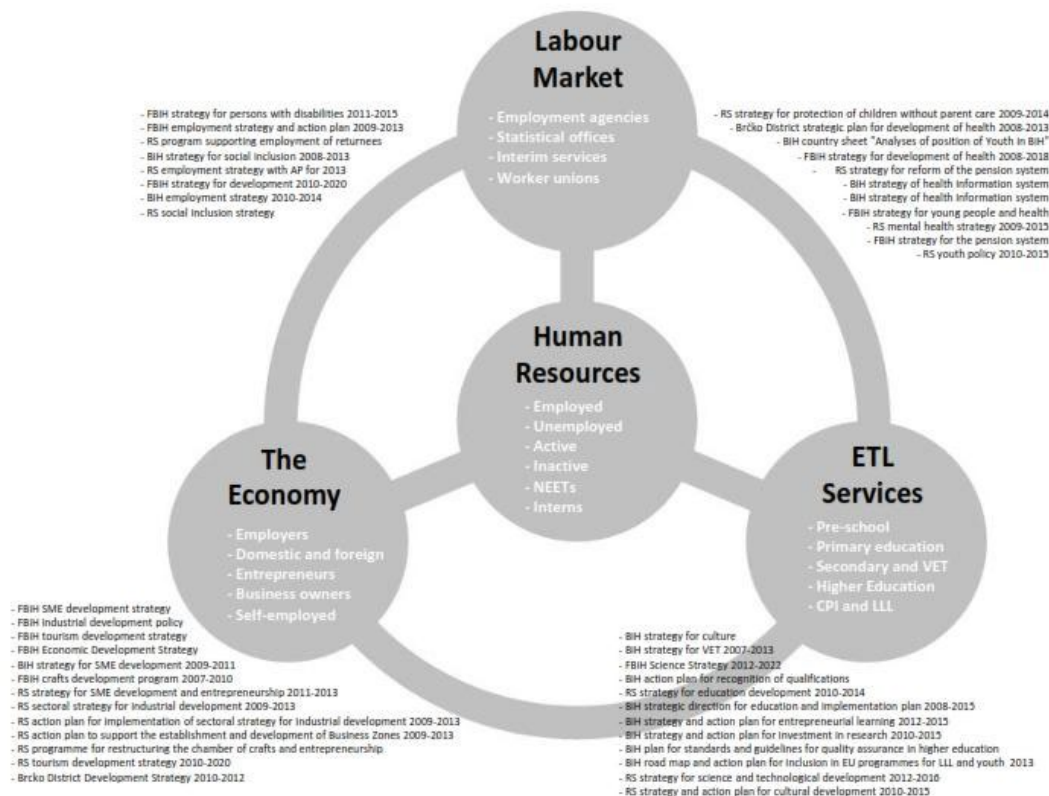 Labour
Market
- Employment agencies
- Statistical offices
- Interim services
- Worker unions
- FBIH strategy for persons with disabilities 2011-2015
- FBIH employment strategy and action plan 2009-2013
- RS program supporting employment of returnees
- BIH strategy for social inclusion 2008-2013
- RS employment strategy with AP for 2013
- FBIH strategy for development 2010-2020
- BIH employment strategy 2010-2014
- RS social inclusion strategy
- RS strategy for protection of children without parent care 2009-2014
- Brčko District strategic plan for development of health 2008-2013
- BIH country sheet "Analyses of position of Youth in BiH"
- FBIH strategy for development of health 2008-2018
- RS strategy for reform of the pension system
- BIH strategy of health information system
- BIH strategy of health information system
- FBIH strategy for young people and health
- RS mental health strategy 2009-2015
- FBIH strategy for the pension system
- RS youth policy 2010-2015
Human
Resources
- Employed
- Unemployed
- Active
- Inactive
- NEETs
- Interns
The
Economy
- Employers
- Domestic and foreign
- Entrepreneurs
- Business owners
- Self-employed
ETL
Services
- Pre-school
- Primary education
- Secondary and VET
- Higher Education
- CPI and LLL
- FBIH SME development strategy
- FBIH Industrial development policy
- FBIH tourism development strategy
- FBIH Economic Development Strategy
- BIH strategy for SME development 2009-2011
- FBIH crafts development program 2007-2010
- RS strategy for SME development and entrepreneurship 2011-2013
- RS sectoral strategy for industrial development 2009-2013
- RS action plan for implementation of sectoral strategy for industrial development 2009-2013
- RS action plan to support the establishment and development of Business Zones 2009-2013
- RS programme for restructuring the chamber of crafts and entrepreneurship
- RS tourism development strategy 2010-2020
- Brcko District Development Strategy 2010-2012
- BIH strategy for culture
- BIH strategy for VET 2007-2013
- FBIH Science Strategy 2012-2022
- BIH action plan for recognition of qualifications
- RS strategy for education development 2010-2014
- BIH strategic direction for education and implementation plan 2008-2015
- BIH strategy and action plan for entrepreneurial learning 2012-2015
- BIH strategy and action plan for investment in research 2010-2015
- BIH plan for standards and guidelines for quality assurance in higher education
- BIH road map and action plan for inclusion in EU programmes for LLL and youth 2013
- RS strategy for science and technological development 2012-2016
- RS strategy and action plan for cultural development 2010-2015